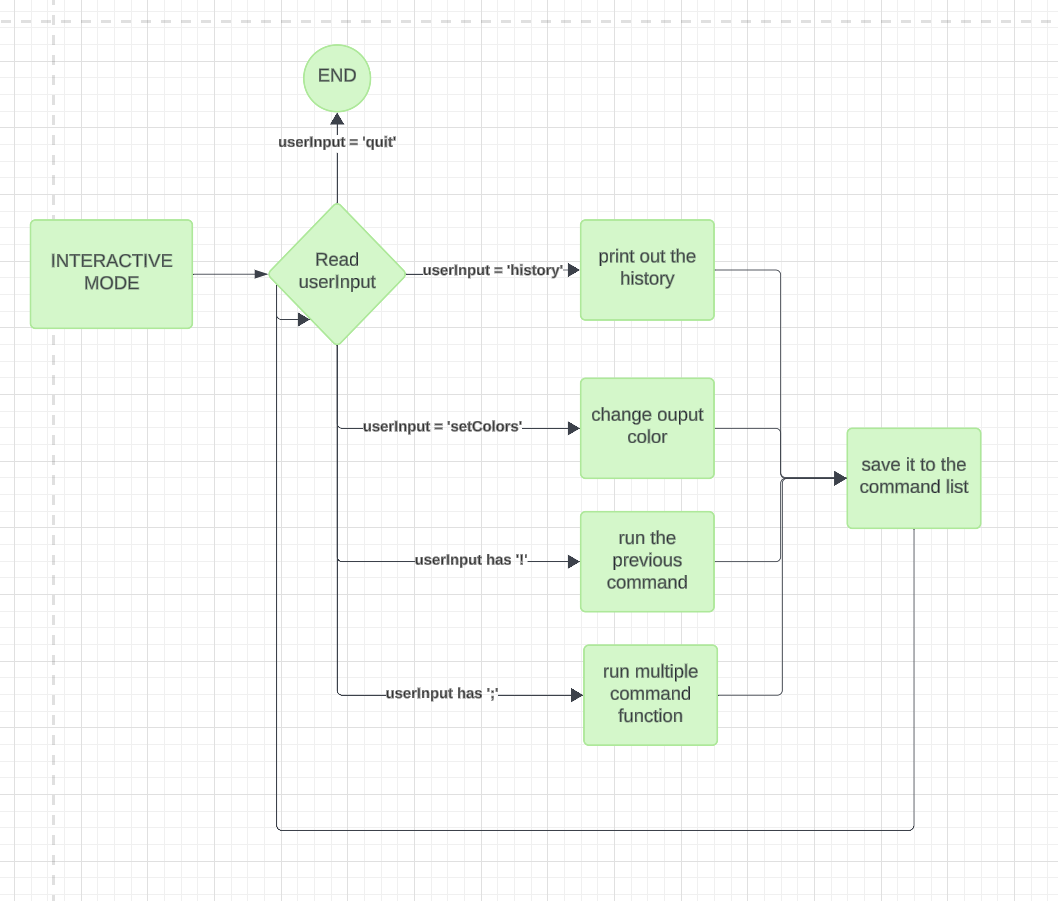 END
userInput = 'quit'
INTERACTIVE
MODE
Read
userInput
userInput = 'history'
print out the
history
userInput = 'setColors'
change ouput
color
save it to the
command list
userInput has '!'
run the
previous
command
userInput has ';'
run multiple
command
function